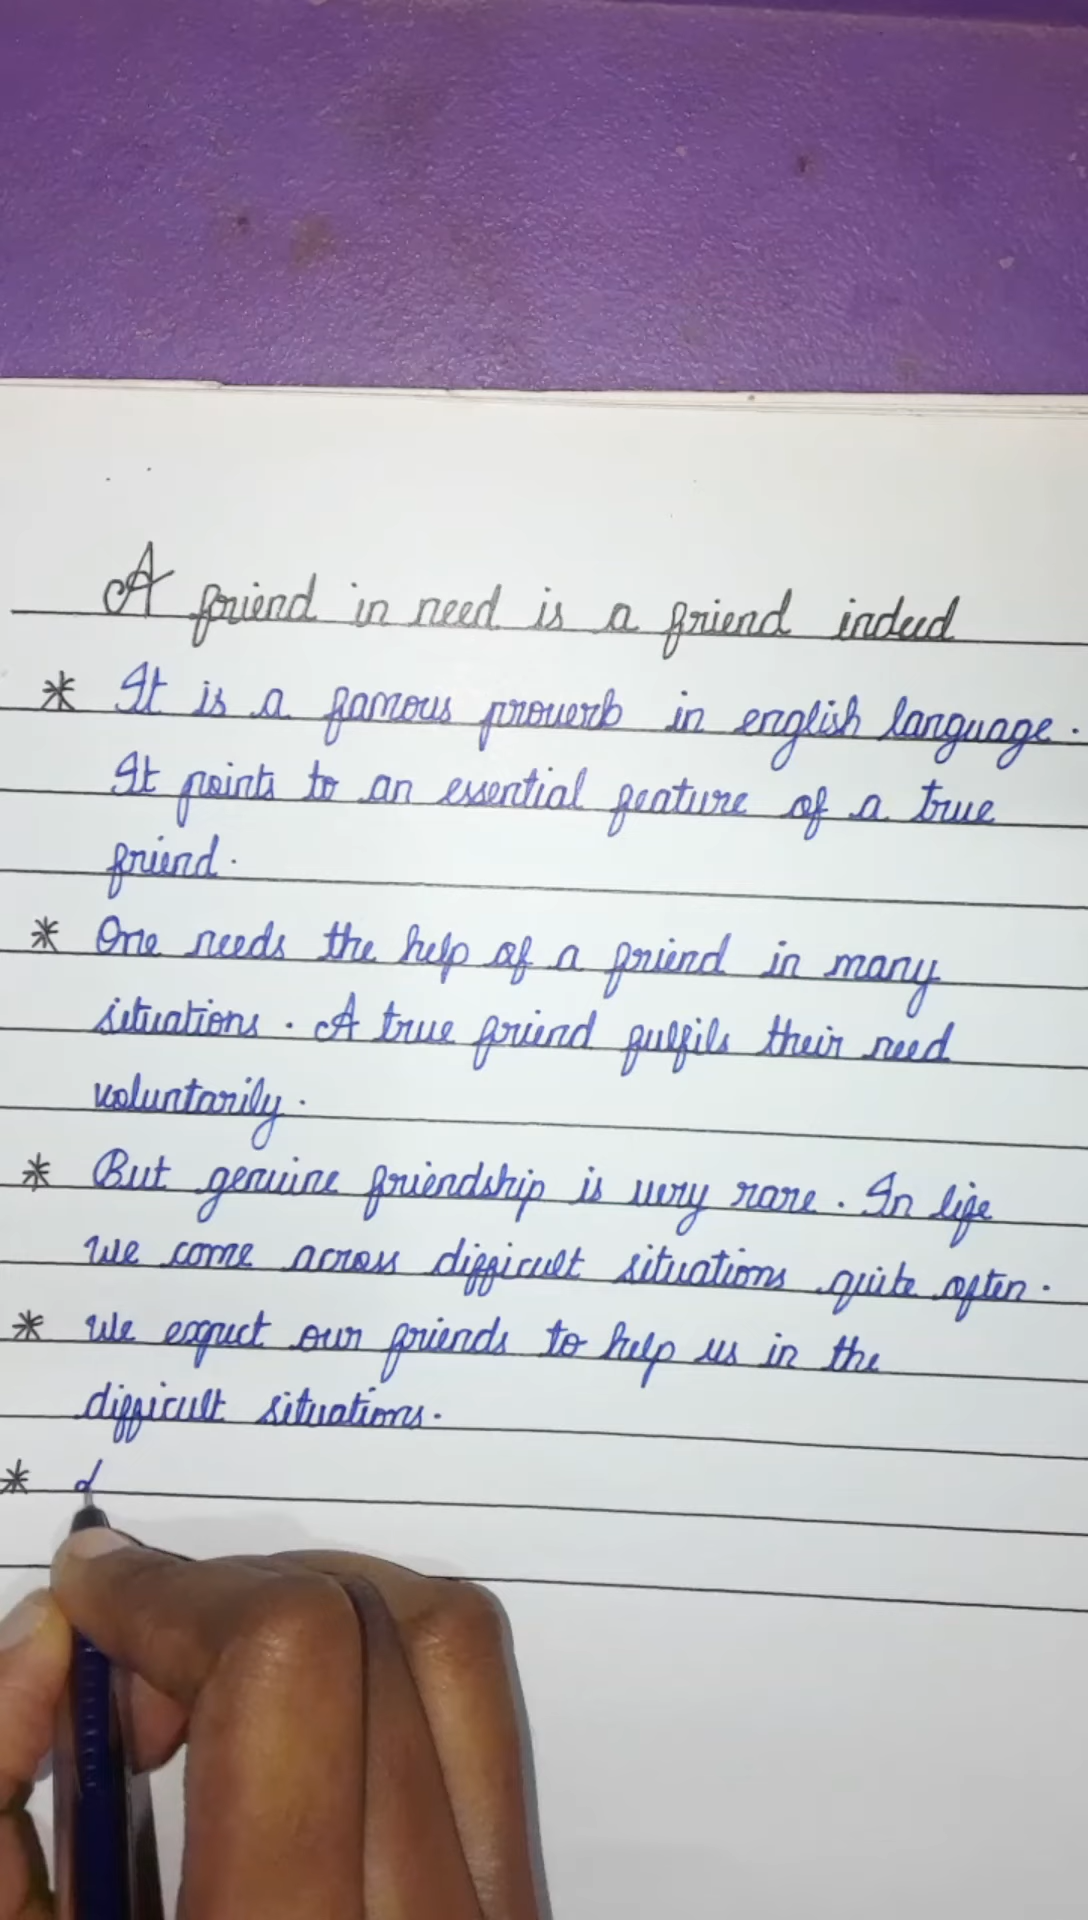 A friend in need is a friend indeed
* It is a famous proverb in english language.
It points to an essential feature of a true
friend.
* One needs the help of a friend in many
situations. A true friend fulfils their need
voluntarily.
* But genuine friendship is very rare. In life
we come across difficult situations quite often.
* We expect our friends to help us in the
difficult situations.
*